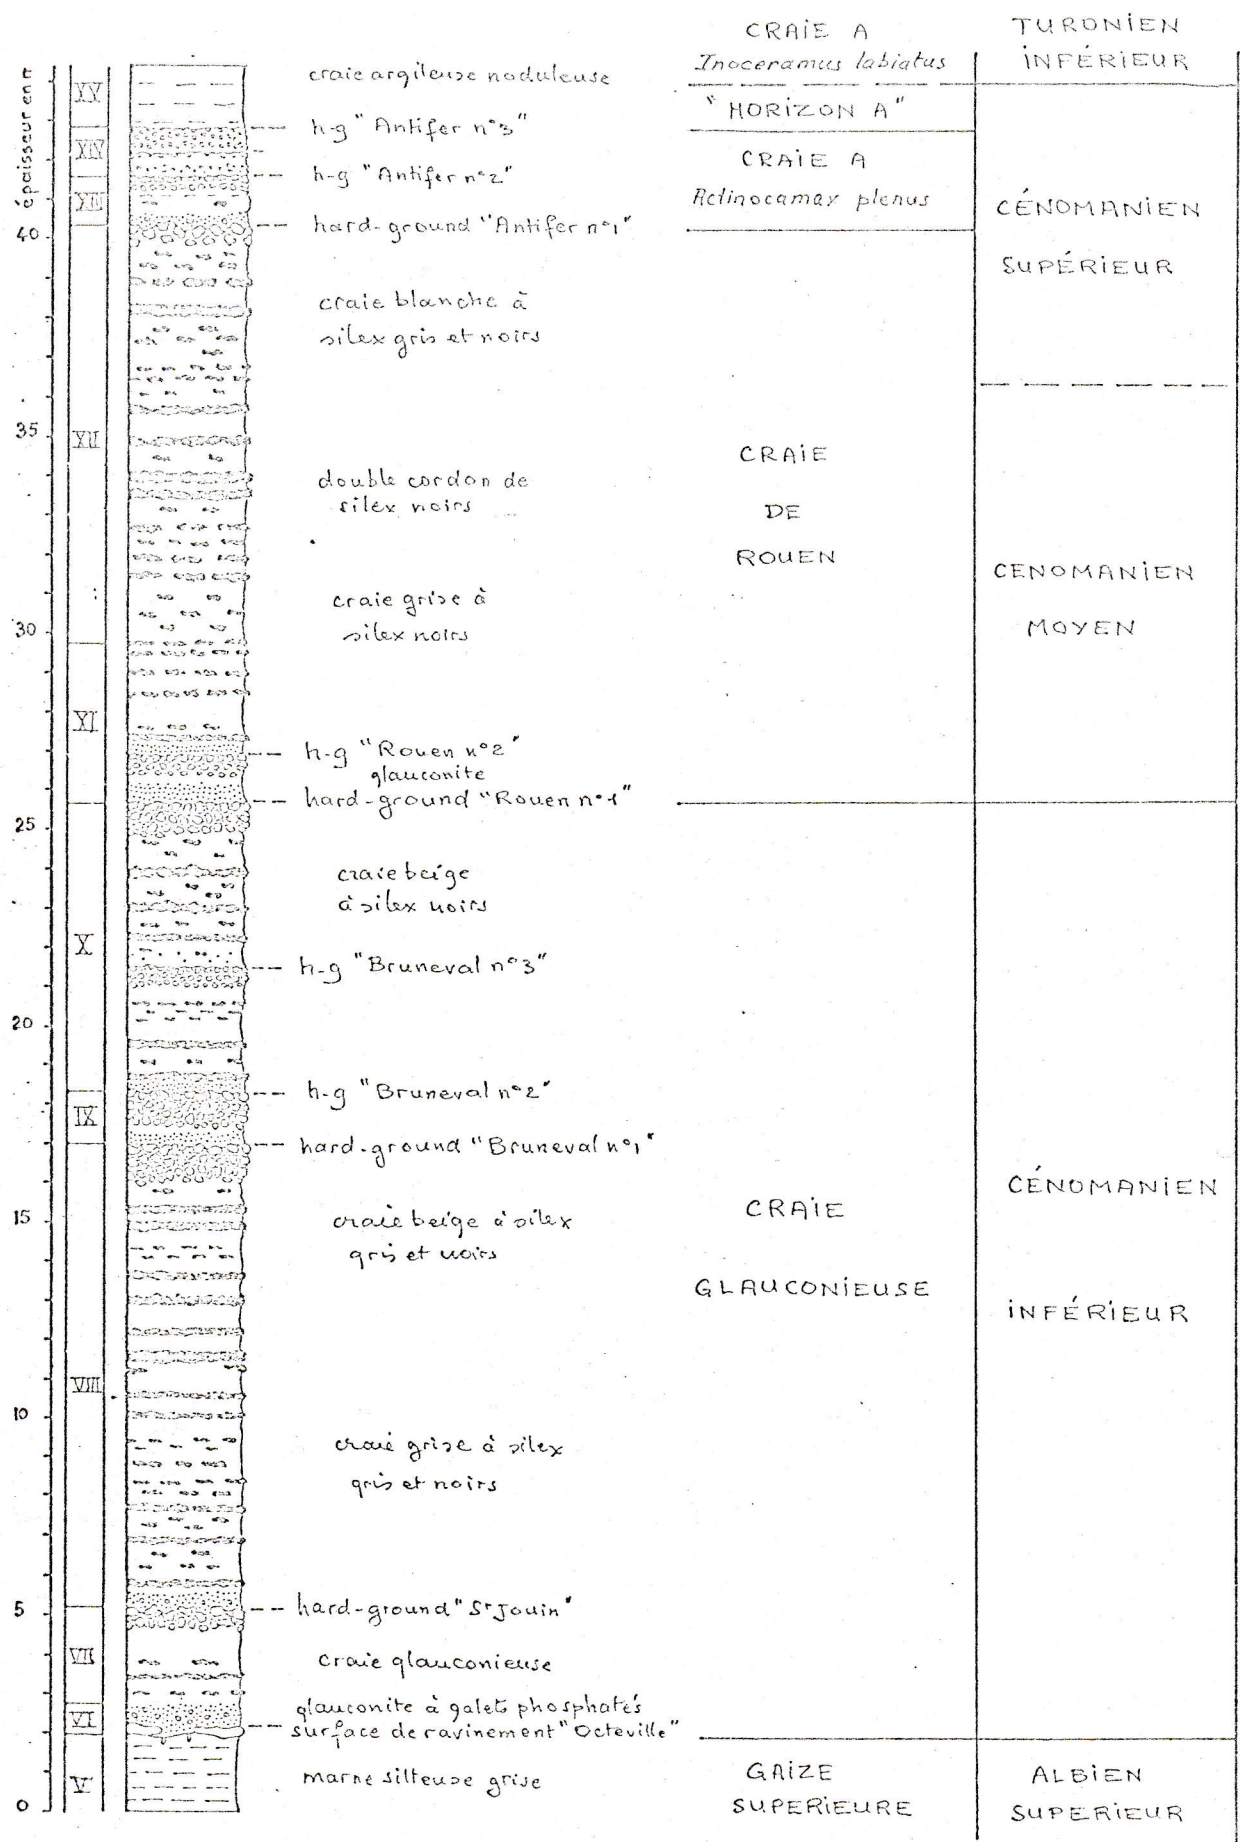 épaisseur en m
40
35
30
25
20
15
10
5
0
XV
XIV
XIII
XII
XI
X
IX
VIII
VII
VI
V
craie argileuse noduleuse
h-g "Antifer n°3"
h-g "Antifer n°2"
hard-ground "Antifer n°1"
craie blanche à
silex gris et noirs
double cordon de
silex noirs
craie grise à
silex noirs
h-g "Rouen n°2"
glauconite
hard-ground "Rouen n°1"
craie beige
à silex noirs
h-g "Bruneval n°3"
h-g "Bruneval n°2"
hard-ground "Bruneval n°1"
craie beige à silex
gris et noirs
craie grise à silex
gris et noirs
hard-ground "St Jouin"
craie glauconieuse
glauconite à galets phosphatés
surface de ravinement "Octeville"
marne silteuse grise
CRAIE A
Inoceramus labiatus
"HORIZON A"
CRAIE A
Actinocamax plenus
CRAIE
DE
ROUEN
CRAIE
GLAUCONIEUSE
GAIZE
SUPERIEURE
TURONIEN
INFÉRIEUR
CÉNOMANIEN
SUPÉRIEUR
CENOMANIEN
MOYEN
CÉNOMANIEN
INFÉRIEUR
ALBIEN
SUPERIEUR